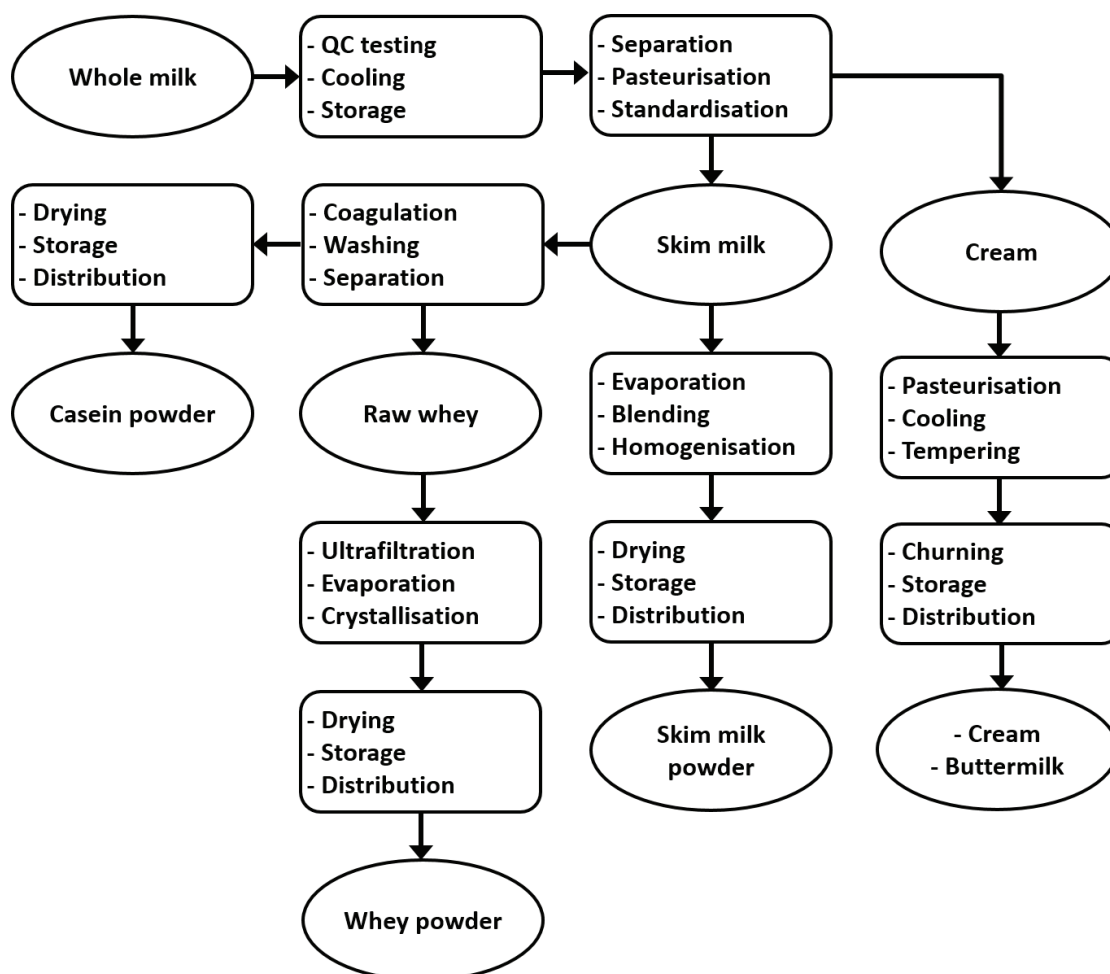 Whole milk
- QC testing
- Cooling
- Storage
- Separation
- Pasteurisation
- Standardisation
- Drying
- Storage
- Distribution
- Coagulation
- Washing
- Separation
Skim milk
Cream
Casein powder
Raw whey
- Evaporation
- Blending
- Homogenisation
- Pasteurisation
- Cooling
- Tempering
- Ultrafiltration
- Evaporation
- Crystallisation
- Drying
- Storage
- Distribution
- Churning
- Storage
- Distribution
- Drying
- Storage
- Distribution
Skim milk
powder
- Cream
- Buttermilk
Whey powder